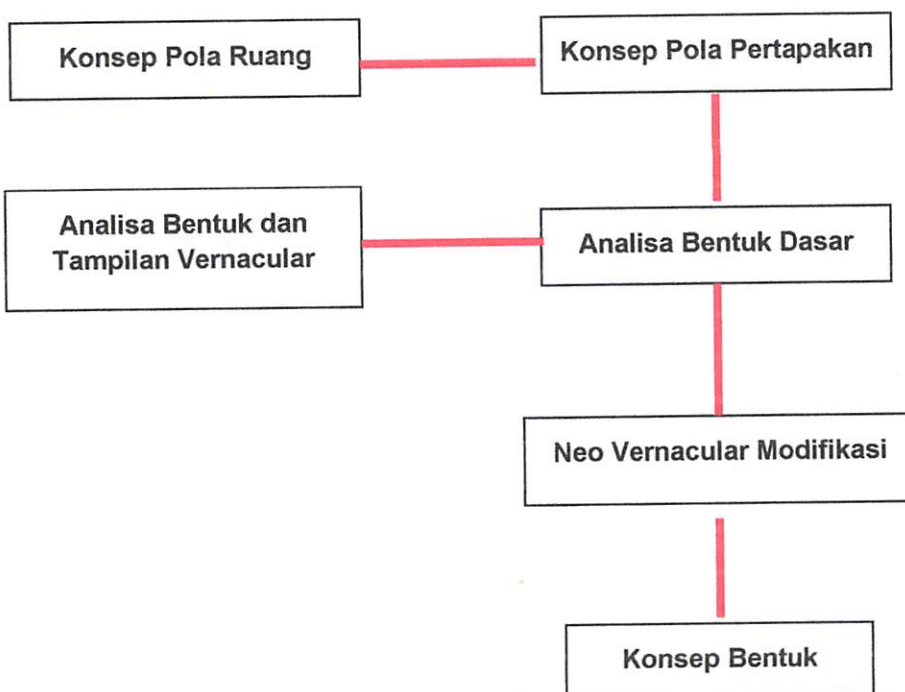 Konsep Pola Ruang
Konsep Pola Pertapakan
Analisa Bentuk dan
Tampilan Vernacular
Analisa Bentuk Dasar
Neo Vernacular Modifikasi
Konsep Bentuk